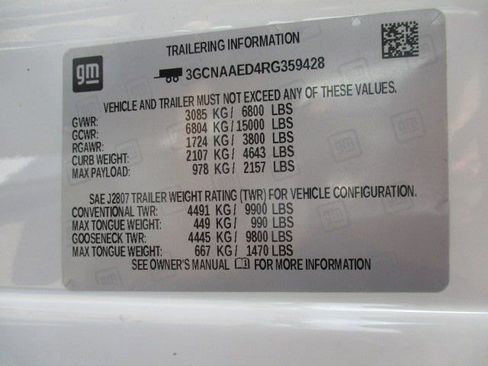 gm
TRAILERING INFORMATION
3GCNAAED4RG359428
VEHICLE AND TRAILER MUST NOT EXCEED ANY OF THESE VALUES.
GVWR: 3085 KG / 6800 LBS
GCWR: 6804 KG / 15000 LBS
RGAWR: 1724 KG / 3800 LBS
CURB WEIGHT: 2107 KG / 4643 LBS
MAX PAYLOAD: 978 KG / 2157 LBS
SAE J2807 TRAILER WEIGHT RATING (TWR) FOR VEHICLE CONFIGURATION.
CONVENTIONAL TWR: 4491 KG / 9900 LBS
MAX TONGUE WEIGHT: 449 KG / 990 LBS
GOOSENECK TWR: 4445 KG / 9800 LBS
MAX TONGUE WEIGHT: 667 KG / 1470 LBS
SEE OWNER'S MANUAL FOR MORE INFORMATION